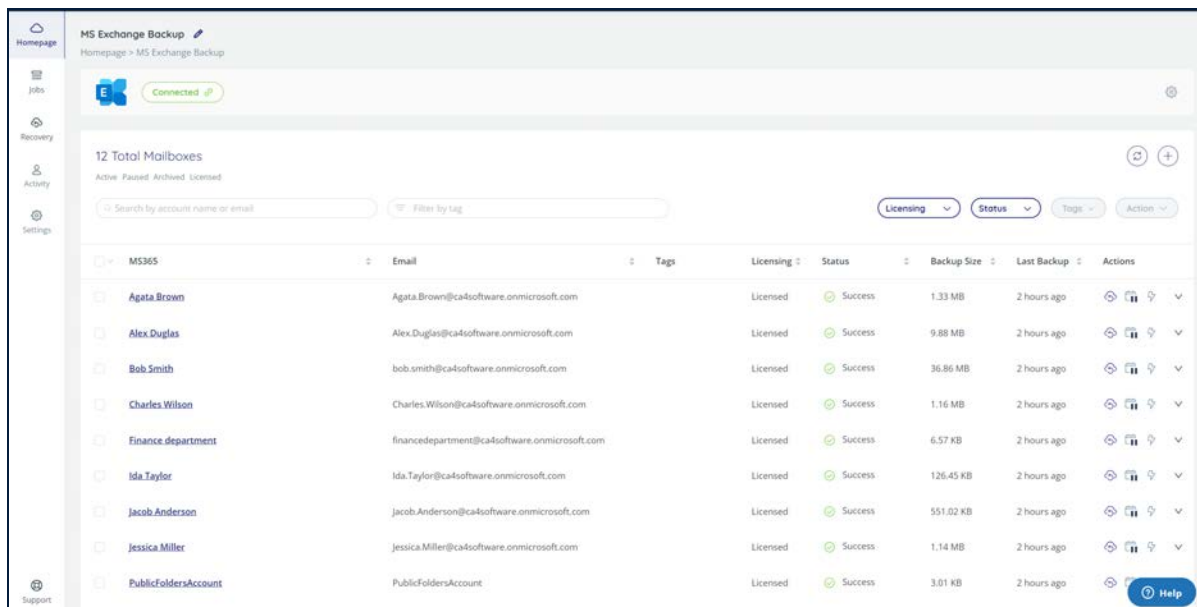 MS Exchange Backup
Homepage > MS Exchange Backup
Homepage
Jobs
Recovery
Activity
Settings
Support
E
Connected
12 Total Mailboxes
Active Paused Archived Licensed
Search by account name or email
Filter by tag
Licensing
Status
Tags
Action
MS365 Email Tags Licensing Status Backup Size Last Backup Actions
Agata Brown Agata.Brown@ca4software.onmicrosoft.com Licensed Success 1.33 MB 2 hours ago
Alex Duglas Alex.Duglas@ca4software.onmicrosoft.com Licensed Success 9.88 MB 2 hours ago
Bob Smith bob.smith@ca4software.onmicrosoft.com Licensed Success 36.86 MB 2 hours ago
Charles Wilson Charles.Wilson@ca4software.onmicrosoft.com Licensed Success 1.16 MB 2 hours ago
Finance department financedepartment@ca4software.onmicrosoft.com Licensed Success 6.57 KB 2 hours ago
Ida Taylor Ida.Taylor@ca4software.onmicrosoft.com Licensed Success 126.45 KB 2 hours ago
Jacob Anderson Jacob.Anderson@ca4software.onmicrosoft.com Licensed Success 551.02 KB 2 hours ago
Jessica Miller Jessica.Miller@ca4software.onmicrosoft.com Licensed Success 1.14 MB 2 hours ago
PublicFoldersAccount PublicFoldersAccount Licensed Success 3.01 KB 2 hours ago
Help